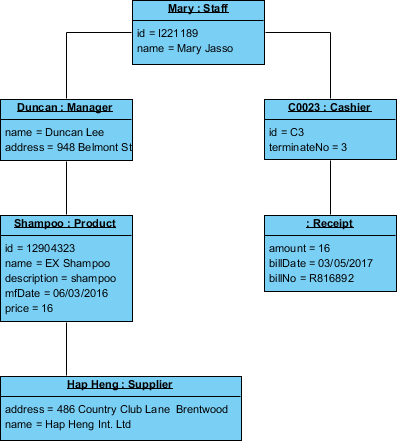 Mary : Staff
id = I221189
name = Mary Jasso
Duncan : Manager
name = Duncan Lee
address = 948 Belmont St
C0023 : Cashier
id = C3
terminateNo = 3
Shampoo : Product
id = 12904323
name = EX Shampoo
description = shampoo
mfDate = 06/03/2016
price = 16
: Receipt
amount = 16
billDate = 03/05/2017
billNo = R816892
Hap Heng : Supplier
address = 486 Country Club Lane  Brentwood
name = Hap Heng Int. Ltd